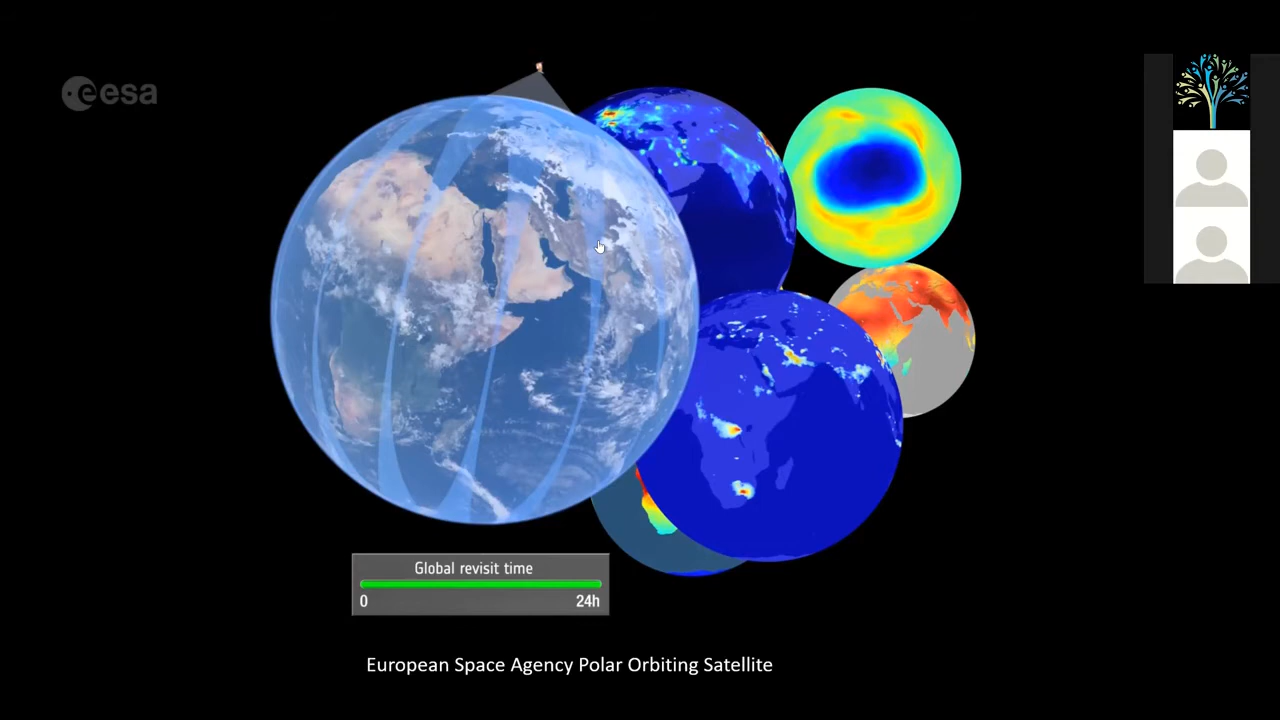 esa
Global revisit time
0 24h
European Space Agency Polar Orbiting Satellite